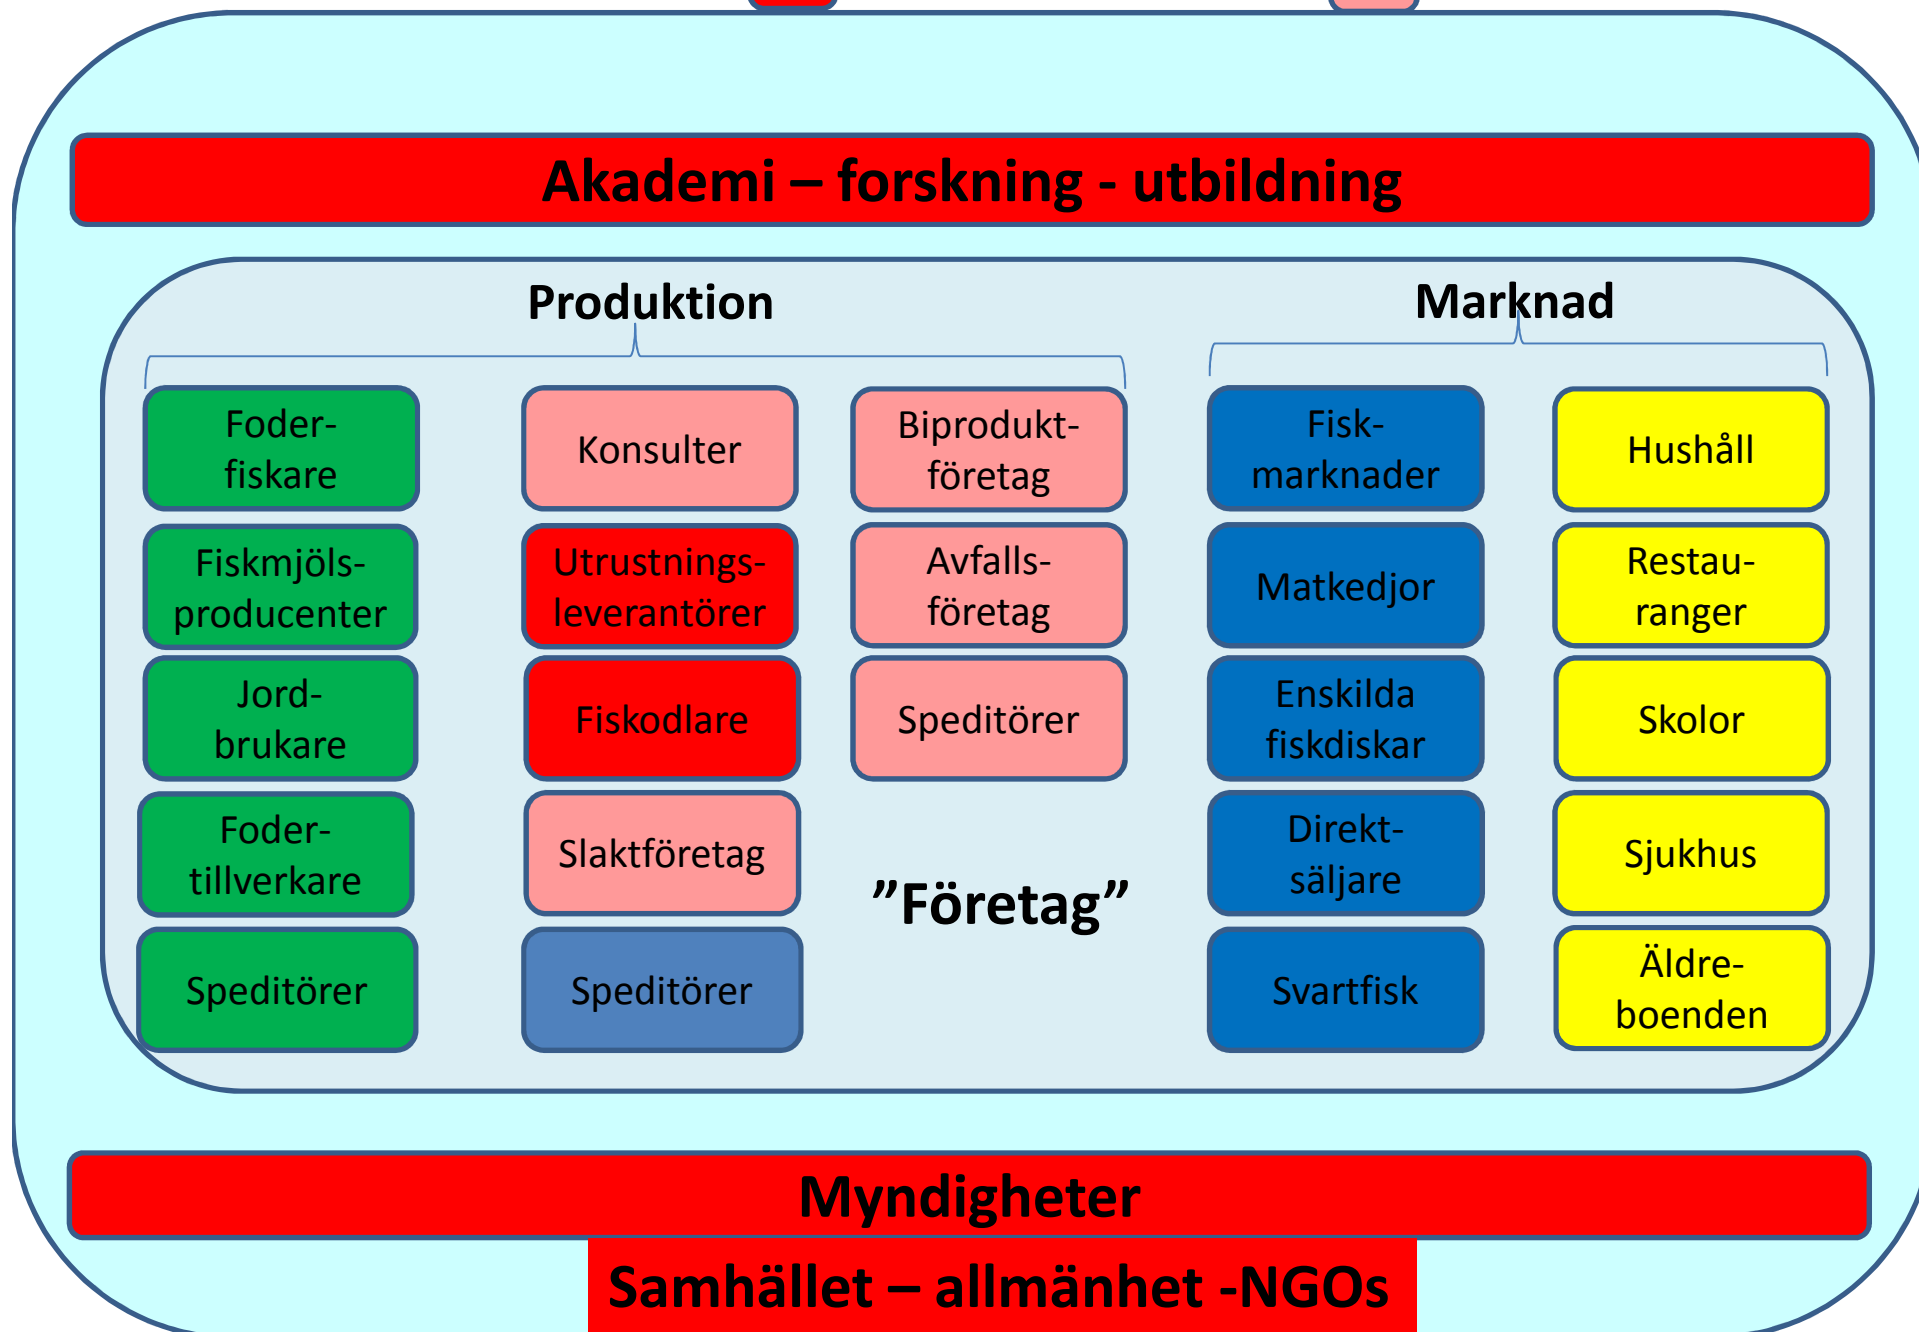 Akademi – forskning - utbildning
Produktion
Marknad
Foder-
fiskare
Konsulter
Biprodukt-
företag
Fisk-
marknader
Hushåll
Fiskmjöls-
producenter
Utrustnings-
leverantörer
Avfalls-
företag
Matkedjor
Restau-
ranger
Jord-
brukare
Fiskodlare
Speditörer
Enskilda
fiskdiskar
Skolor
Foder-
tillverkare
Slaktföretag
”Företag”
Direkt-
säljare
Sjukhus
Speditörer
Speditörer
Svartfisk
Äldre-
boenden
Myndigheter
Samhället – allmänhet -NGOs